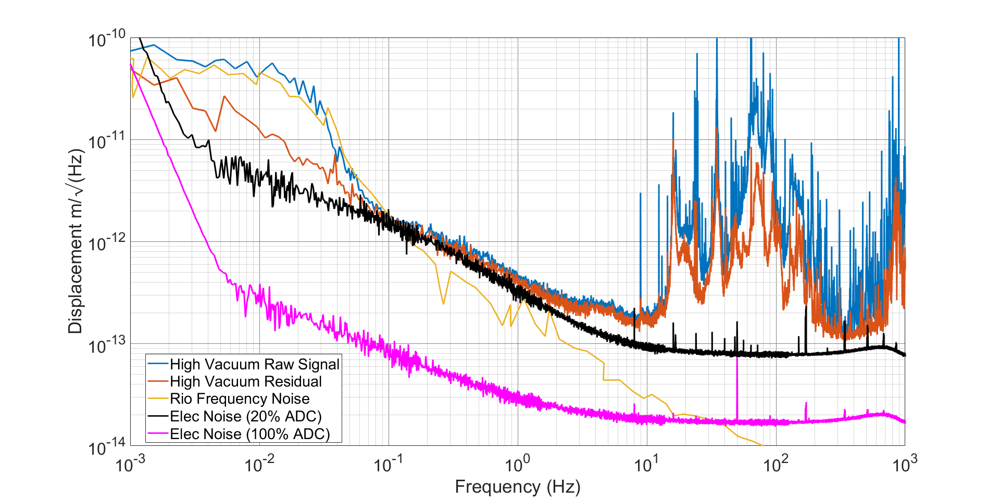 10^-10
10^-11
10^-12
10^-13
10^-14
Displacement m/√(Hz)
High Vacuum Raw Signal
High Vacuum Residual
Rio Frequency Noise
Elec Noise (20% ADC)
Elec Noise (100% ADC)
10^-3 10^-2 10^-1 10^0 10^1 10^2 10^3
Frequency (Hz)